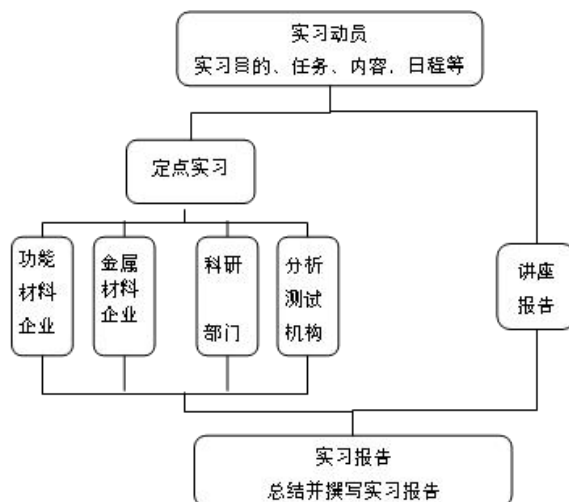 实习动员
实习目的、任务、内容，日程等
定点实习
功能
材料
企业
金属
材料
企业
科研
部门
分析
测试
机构
讲座
报告
实习报告
总结并撰写实习报告